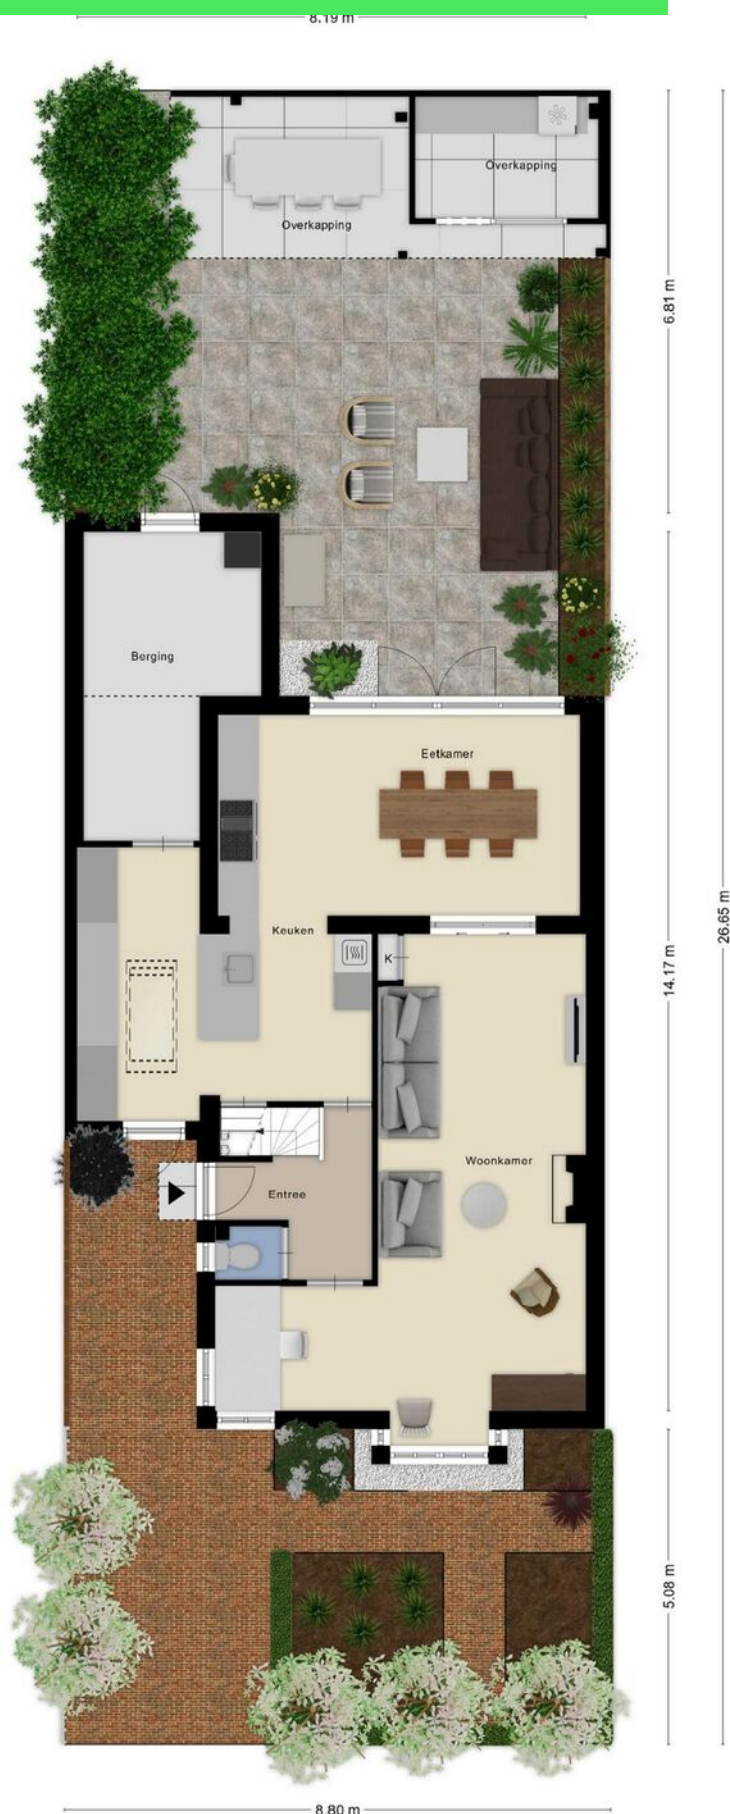 8.19 m
Overkapping
Overkapping
6.81 m
Berging
Eetkamer
Keuken
K
26.65 m
14.17 m
Woonkamer
Entree
5.08 m
8.80 m